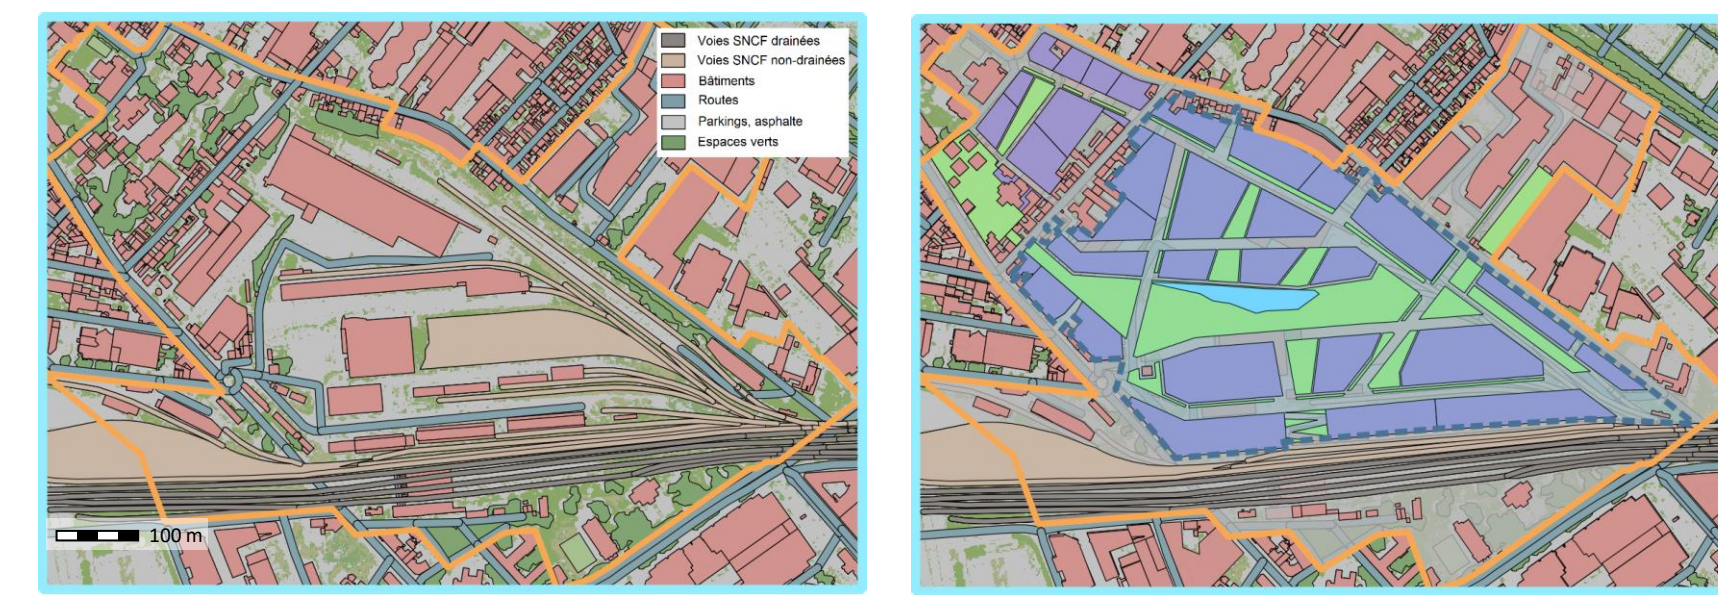 Voies SNCF drainées
Voies SNCF non-drainées
Bâtiments
Routes
Parkings, asphalte
Espaces verts
100 m